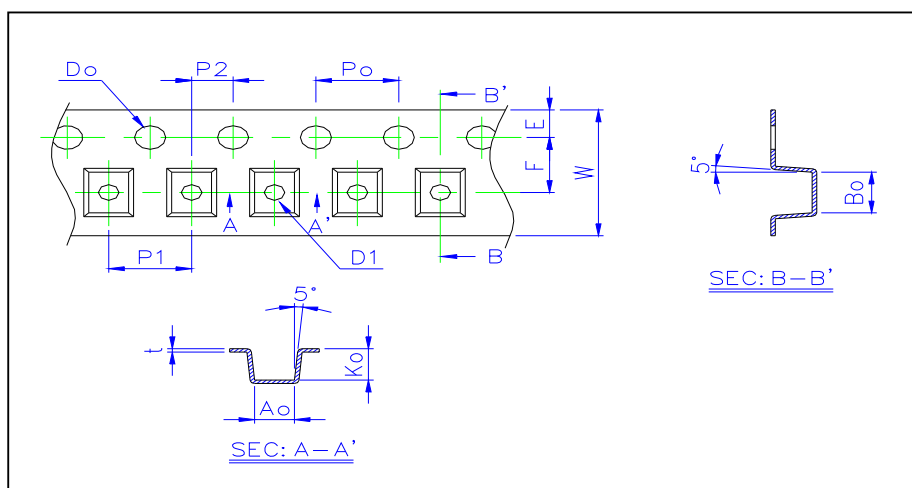 Do
P2
Po
B'
E
F
W
A
A'
P1
D1
B
5°
Bo
SEC: B-B'
5°
t
Ko
Ao
SEC: A-A'